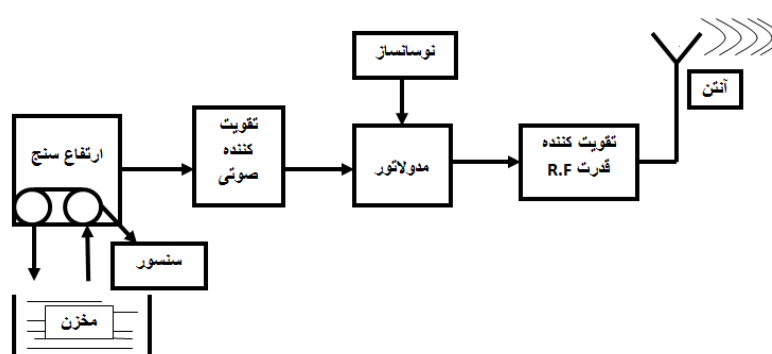 نوسانساز
آنتن
تقویت
کننده
صوتی
ارتفاع سنج
مدولاتور
تقویت کننده
قدرت R.F
سنسور
مخزن